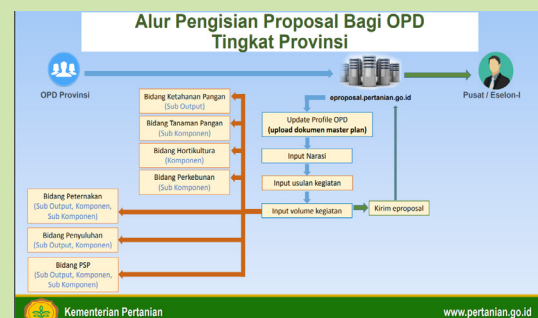 Alur Pengisian Proposal Bagi OPD
Tingkat Provinsi
OPD Provinsi
eproposal.pertanian.go.id
Pusat / Eselon-I
Bidang Ketahanan Pangan
(Sub Output)
Bidang Tanaman Pangan
(Sub Komponen)
Bidang Hortikultura
(Komponen)
Bidang Perkebunan
(Sub Komponen)
Bidang Peternakan
(Sub Output, Komponen,
Sub Komponen)
Bidang Penyuluhan
(Sub Output, Komponen)
Bidang PSP
(Sub Output, Komponen,
Sub Komponen)
Update Profile OPD
(upload dokumen master plan)
Input Narasi
Input usulan kegiatan
Input volume kegiatan
Kirim eproposal
Kementerian Pertanian
www.pertanian.go.id